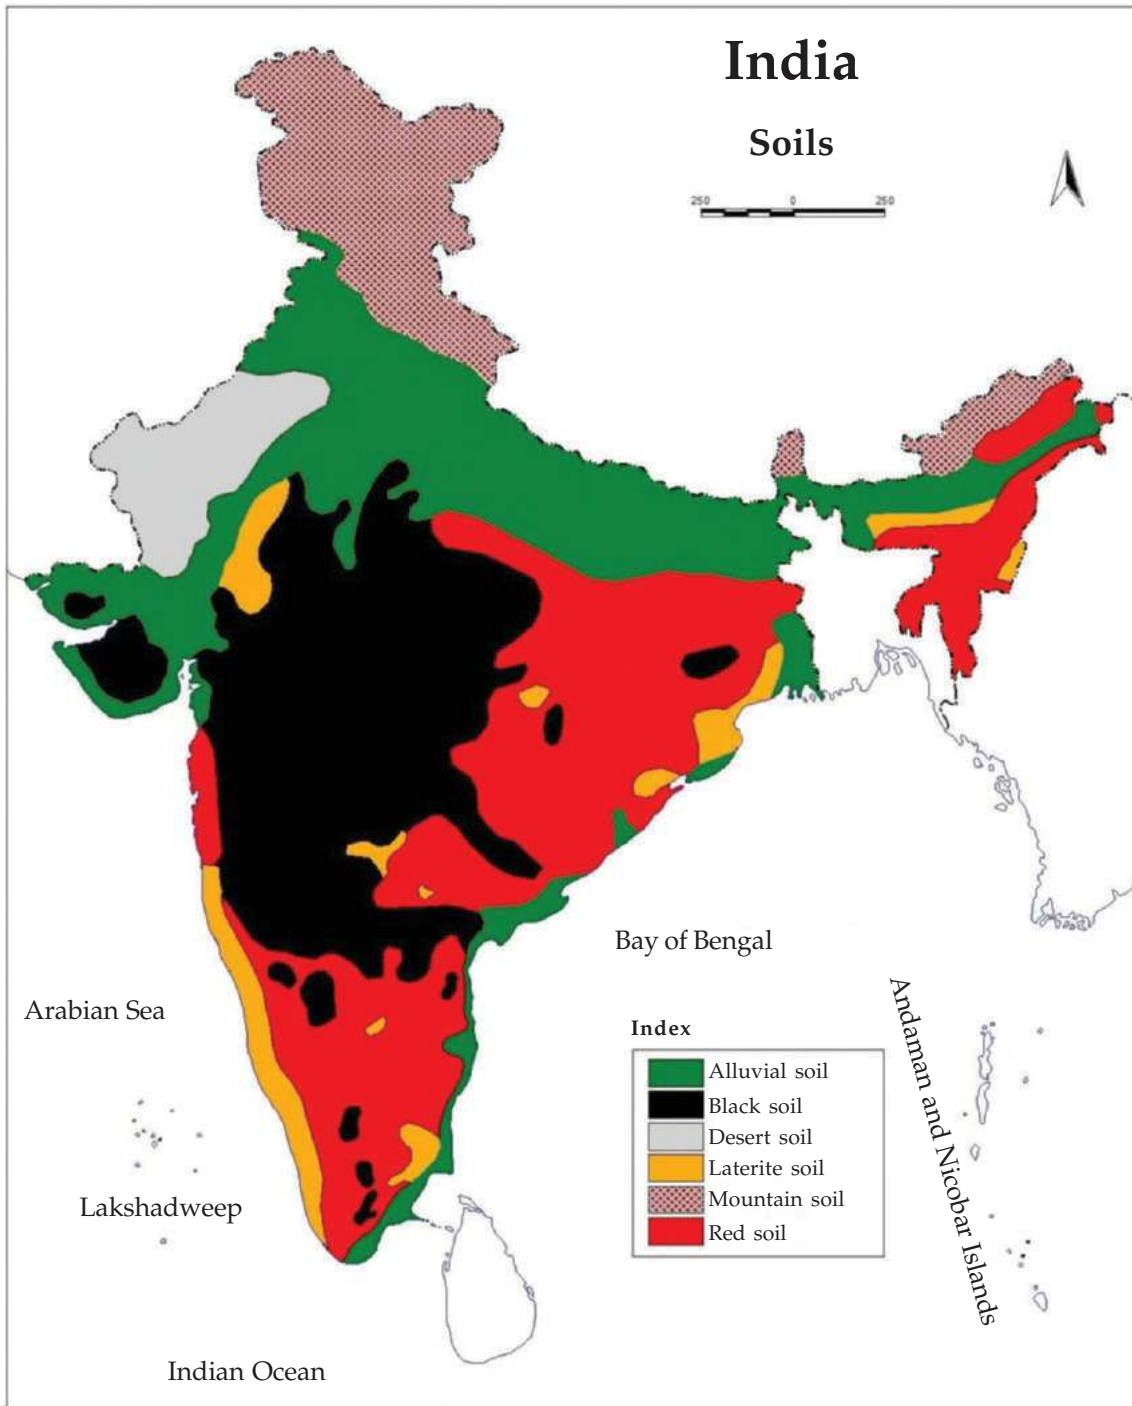 India
Soils
250 0 250
Bay of Bengal
Arabian Sea
Andaman and Nicobar Islands
Index
Alluvial soil
Black soil
Desert soil
Laterite soil
Mountain soil
Red soil
Lakshadweep
Indian Ocean